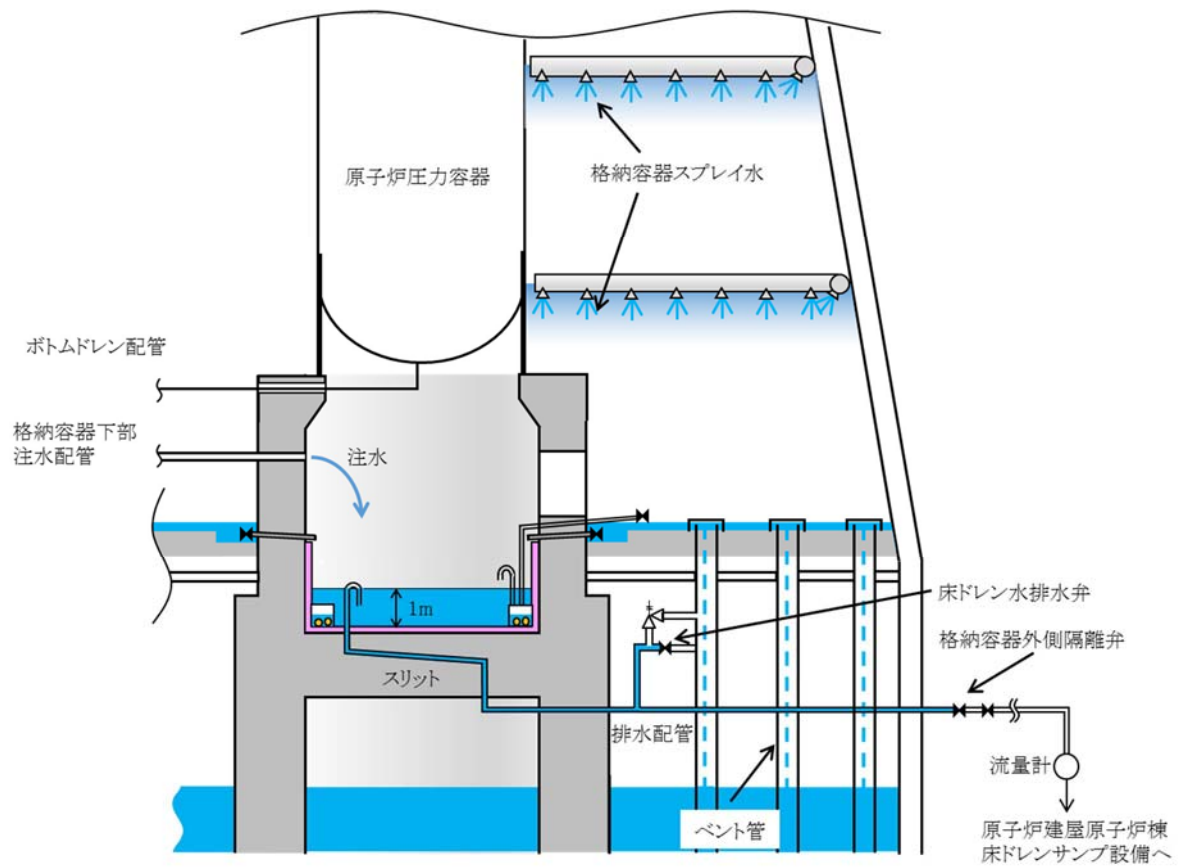 原子炉圧力容器
格納容器スプレイ水
ボトムドレン配管
格納容器下部
注水配管
注水
1m
床ドレン水排水弁
格納容器外側隔離弁
スリット
排水配管
流量計
ベント管
原子炉建屋原子炉棟
床ドレンサンプ設備へ